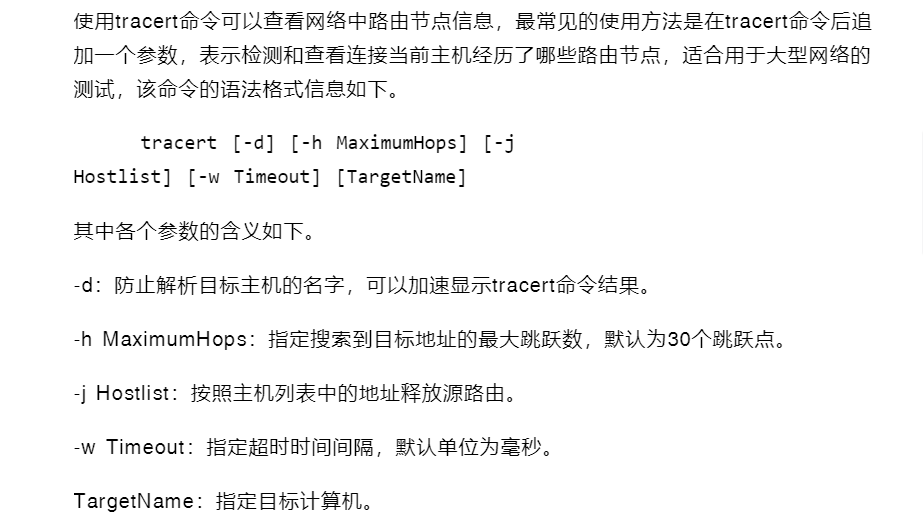 使用tracert命令可以查看网络中路由节点信息，最常见的使用方法是在tracert命令后追
加一个参数，表示检测和查看连接当前主机经历了哪些路由节点，适合用于大型网络的
测试，该命令的语法格式信息如下。
tracert [-d] [-h MaximumHops] [-j
Hostlist] [-w Timeout] [TargetName]
其中各个参数的含义如下。
-d：防止解析目标主机的名字，可以加速显示tracert命令结果。
-h MaximumHops：指定搜索到目标地址的最大跳跃数，默认为30个跳跃点。
-j Hostlist：按照主机列表中的地址释放源路由。
-w Timeout：指定超时时间间隔，默认单位为毫秒。
TargetName：指定目标计算机。